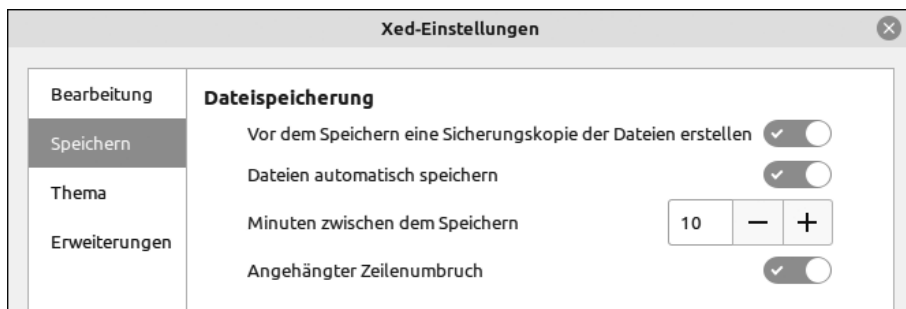 Xed-Einstellungen
Bearbeitung
Speichern
Thema
Erweiterungen
Dateispeicherung
Vor dem Speichern eine Sicherungskopie der Dateien erstellen
Dateien automatisch speichern
Minuten zwischen dem Speichern 10 − +
Angehängter Zeilenumbruch